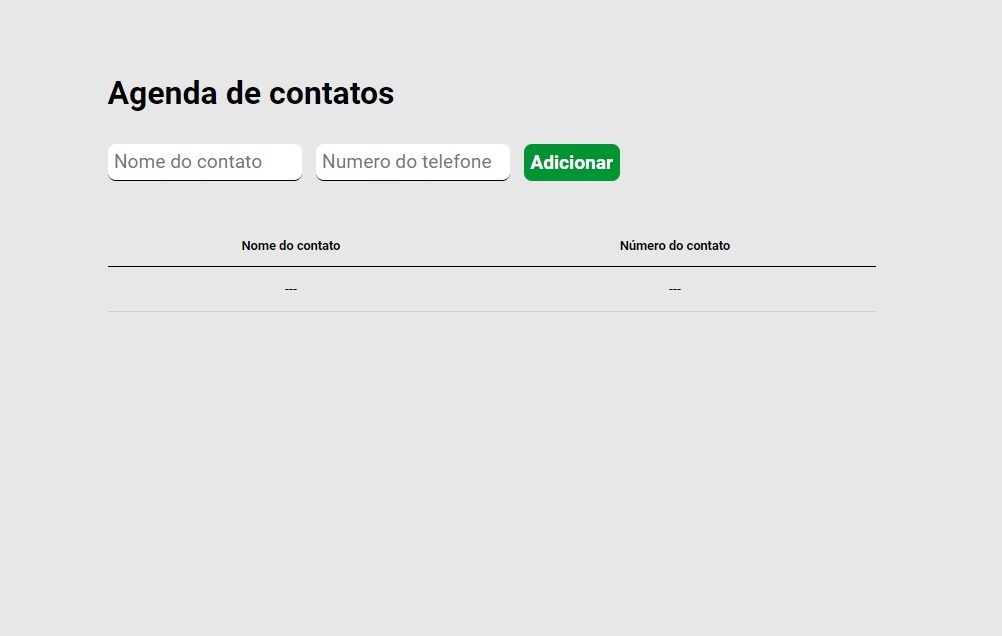 Agenda de contatos
Nome do contato Numero do telefone Adicionar
Nome do contato Número do contato
--- ---